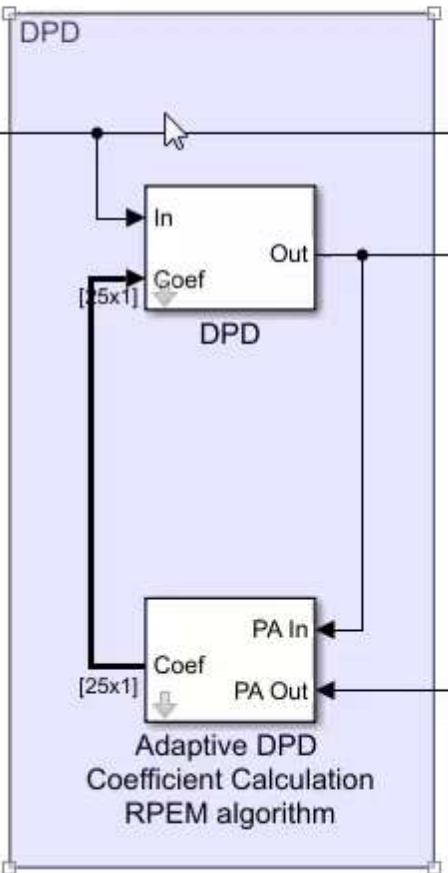 DPD
In
Out
Coef
[25x1]
DPD
PA In
Coef
[25x1]
PA Out
Adaptive DPD
Coefficient Calculation
RPEM algorithm